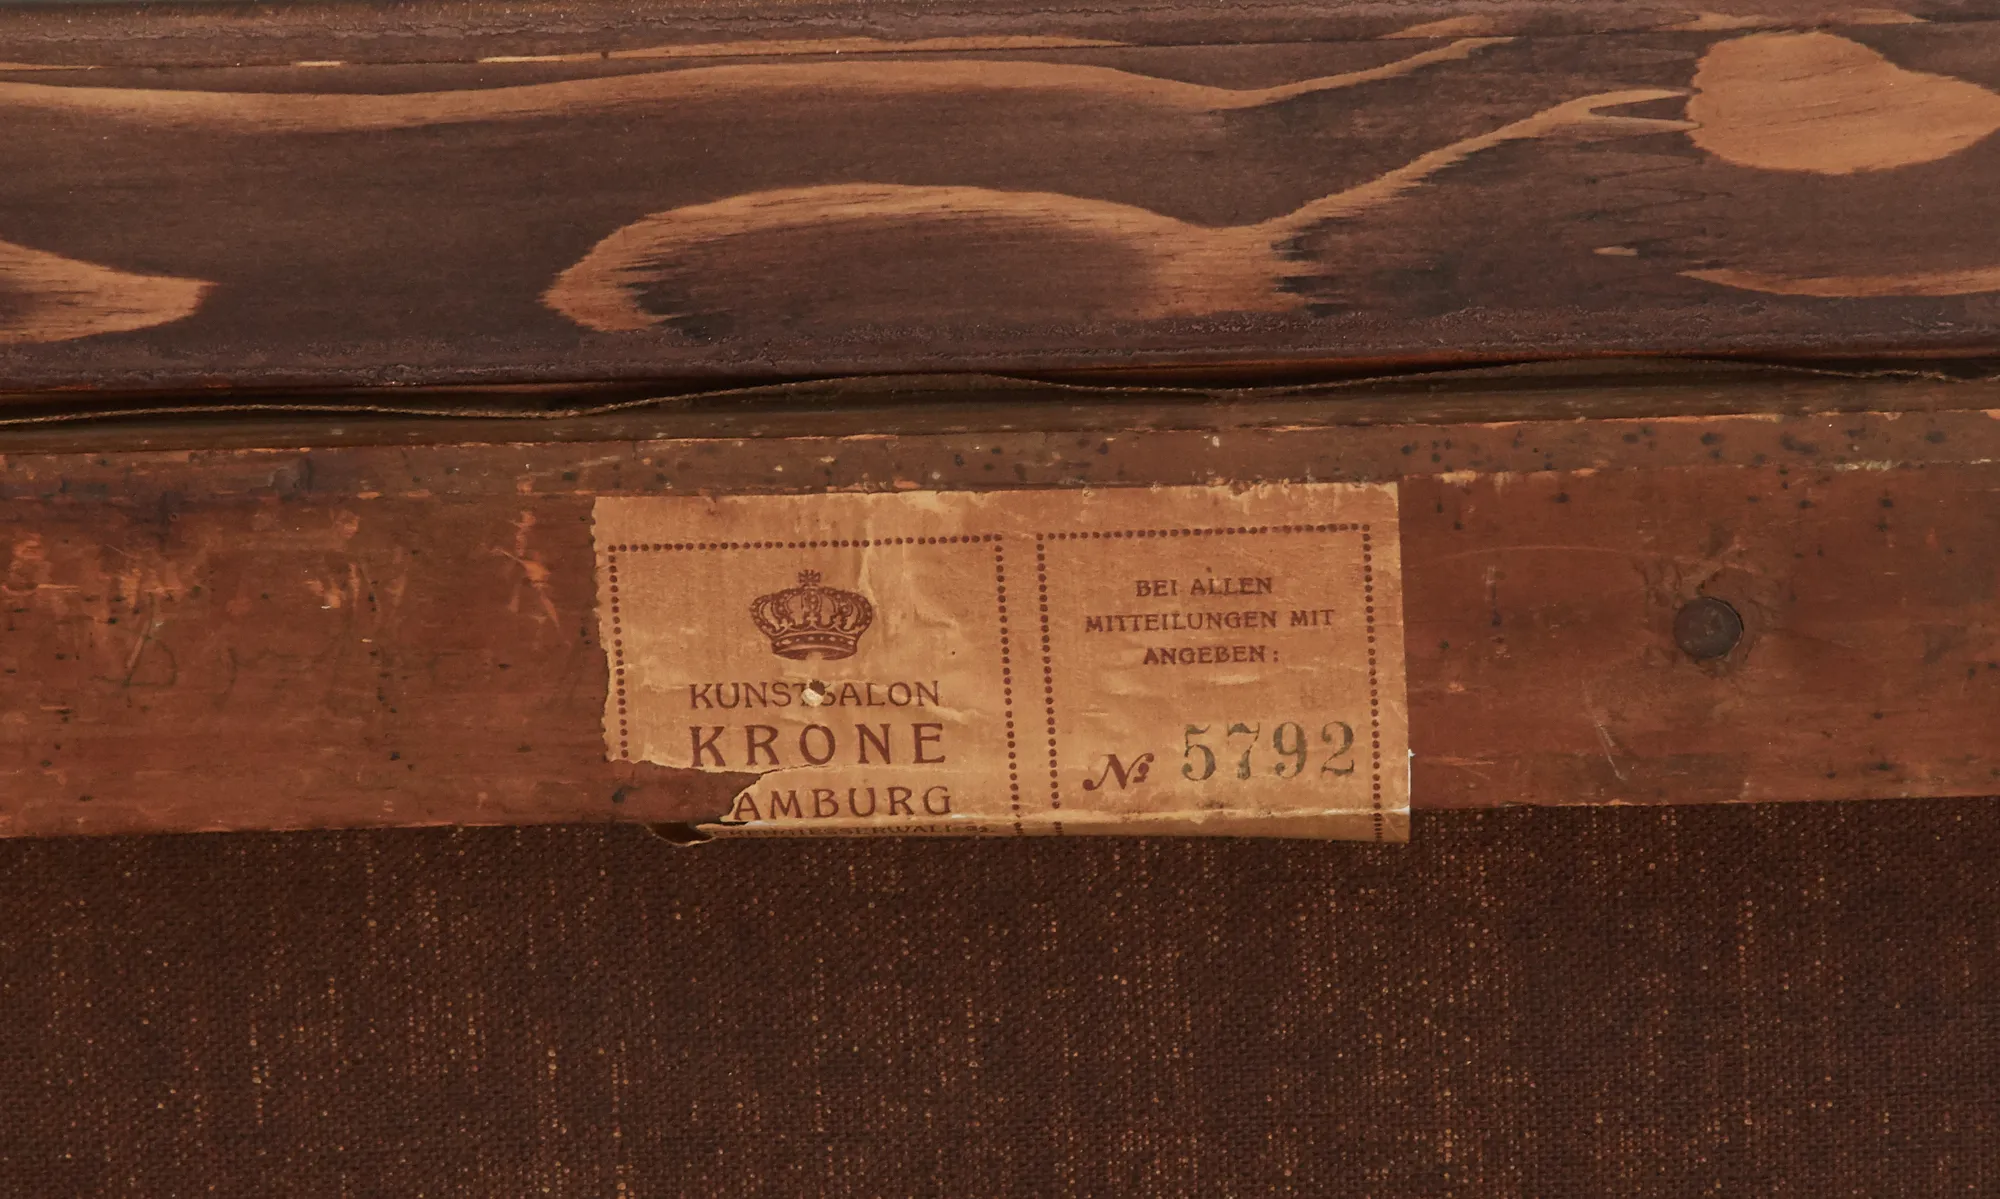 KUNSTSALON
KRONE
AMBURG
BEI ALLEN
MITTEILUNGEN MIT
ANGEBEN:
No 5792